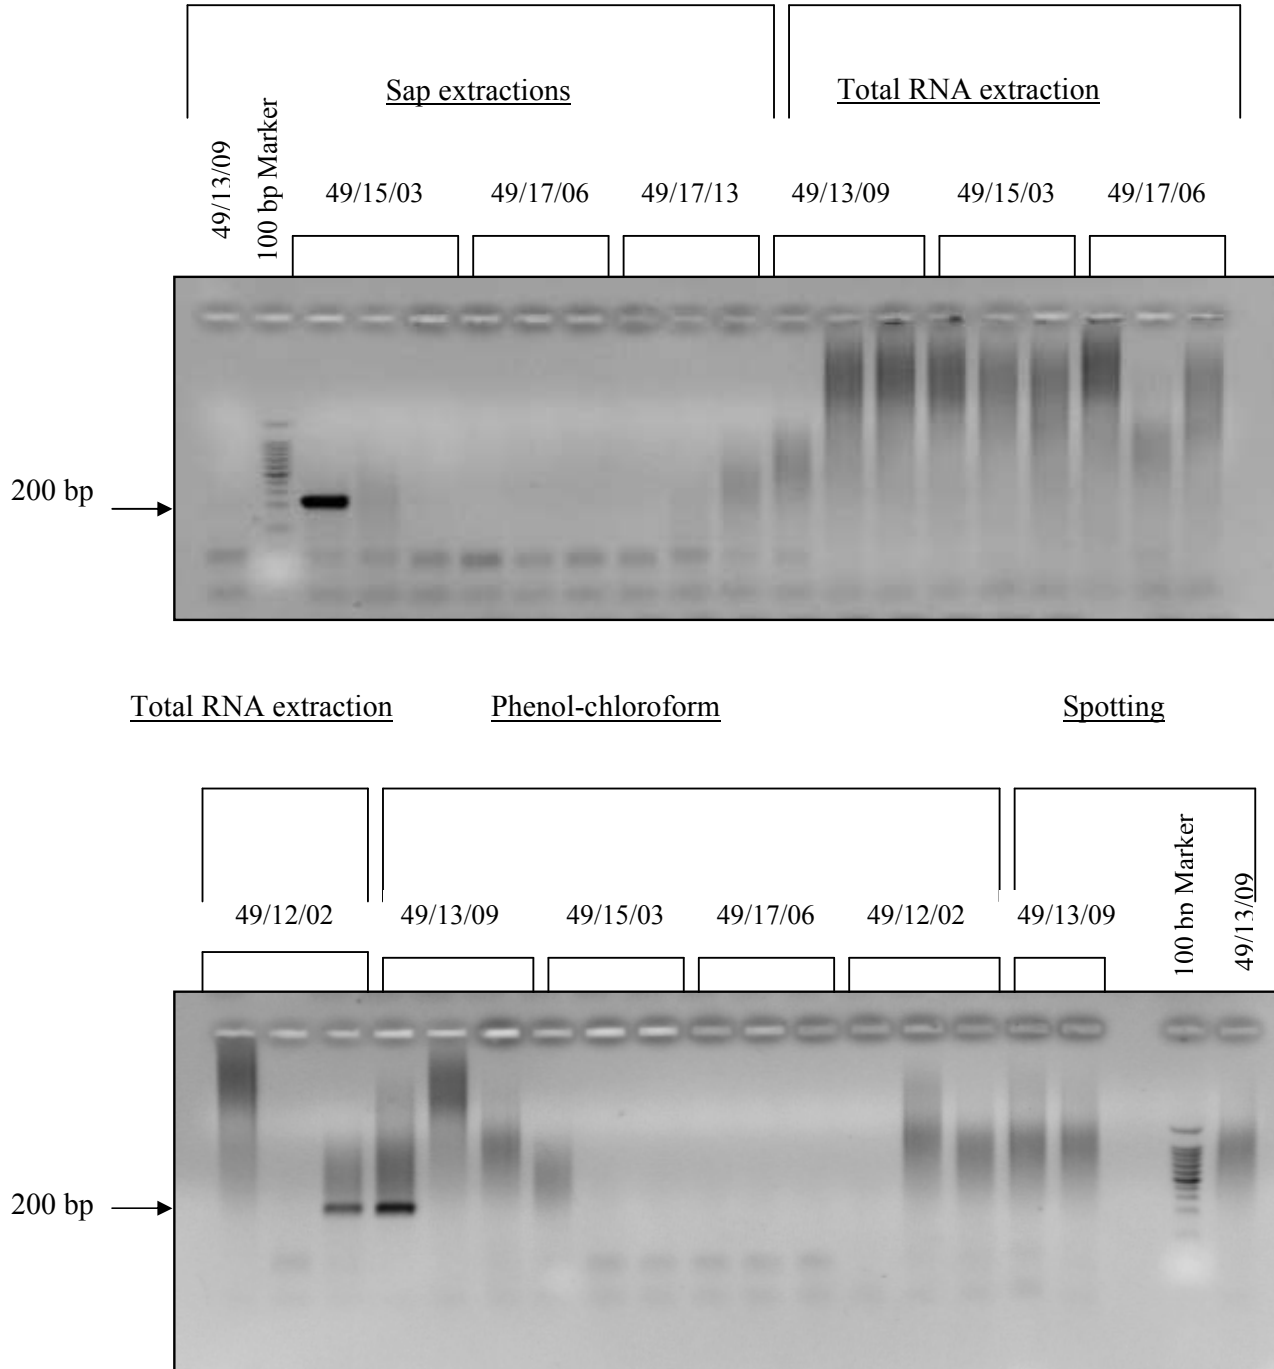 Sap extractions
Total RNA extraction
49/13/09
100 bp Marker
49/15/03
49/17/06
49/17/13
49/13/09
49/15/03
49/17/06
200 bp
Total RNA extraction
Phenol-chloroform
Spotting
49/12/02
49/13/09
49/15/03
49/17/06
49/12/02
49/13/09
100 bp Marker
49/13/09
200 bp